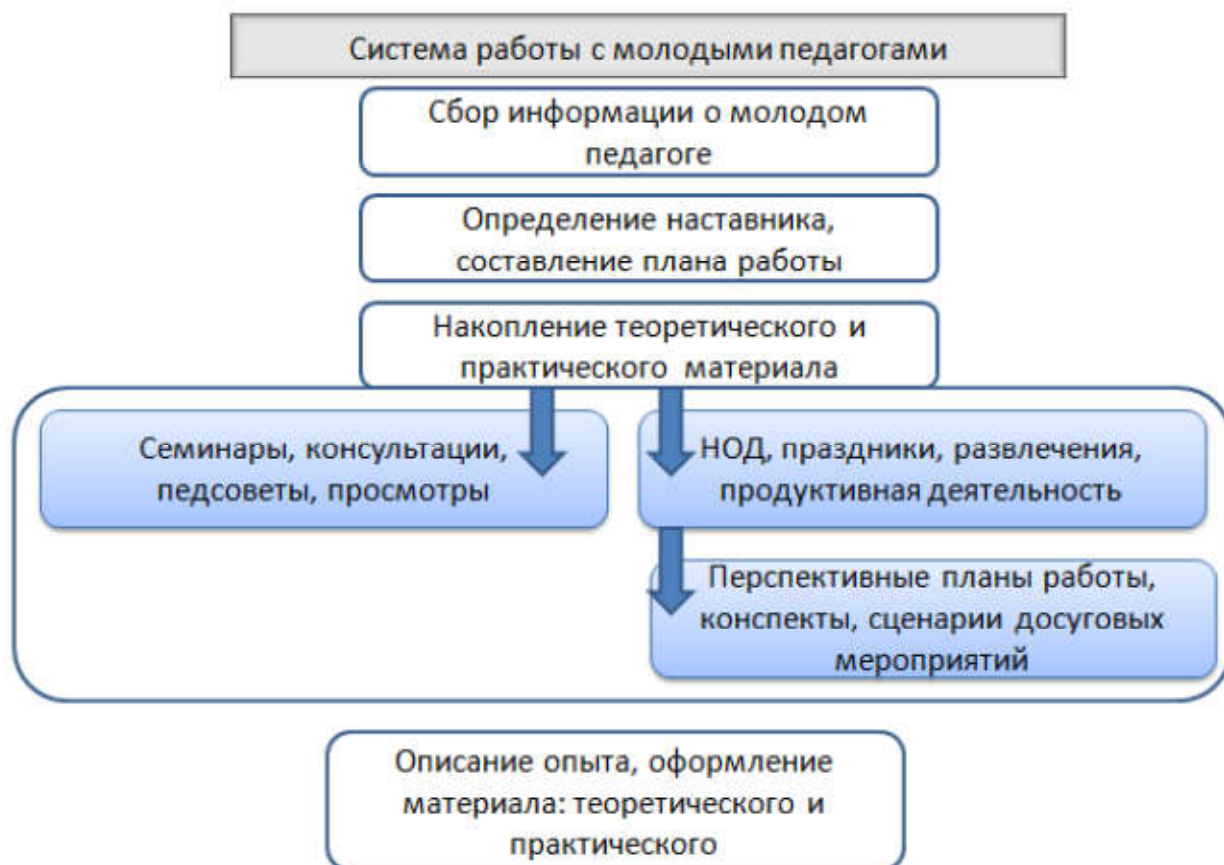 Система работы с молодыми педагогами
Сбор информации о молодом
педагоге
Определение наставника,
составление плана работы
Накопление теоретического и
практического материала
Семинары, консультации,
педсоветы, просмотры
НОД, праздники, развлечения,
продуктивная деятельность
Перспективные планы работы,
конспекты, сценарии досуговых
мероприятий
Описание опыта, оформление
материала: теоретического и
практического